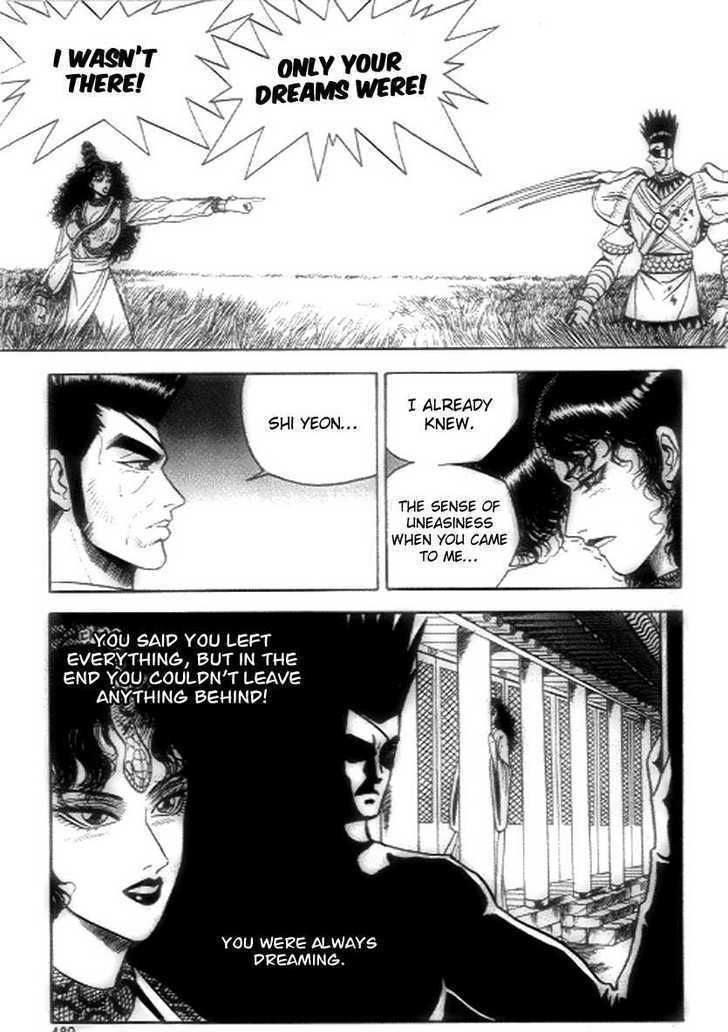 I WASN'T
THERE!
ONLY YOUR
DREAMS WERE!
SHI YEON...
I ALREADY
KNEW.
THE SENSE OF
UNEASINESS
WHEN YOU CAME
TO ME...
YOU SAID YOU LEFT
EVERYTHING, BUT IN THE
END YOU COULDN'T LEAVE
ANYTHING BEHIND!
YOU WERE ALWAYS
DREAMING.